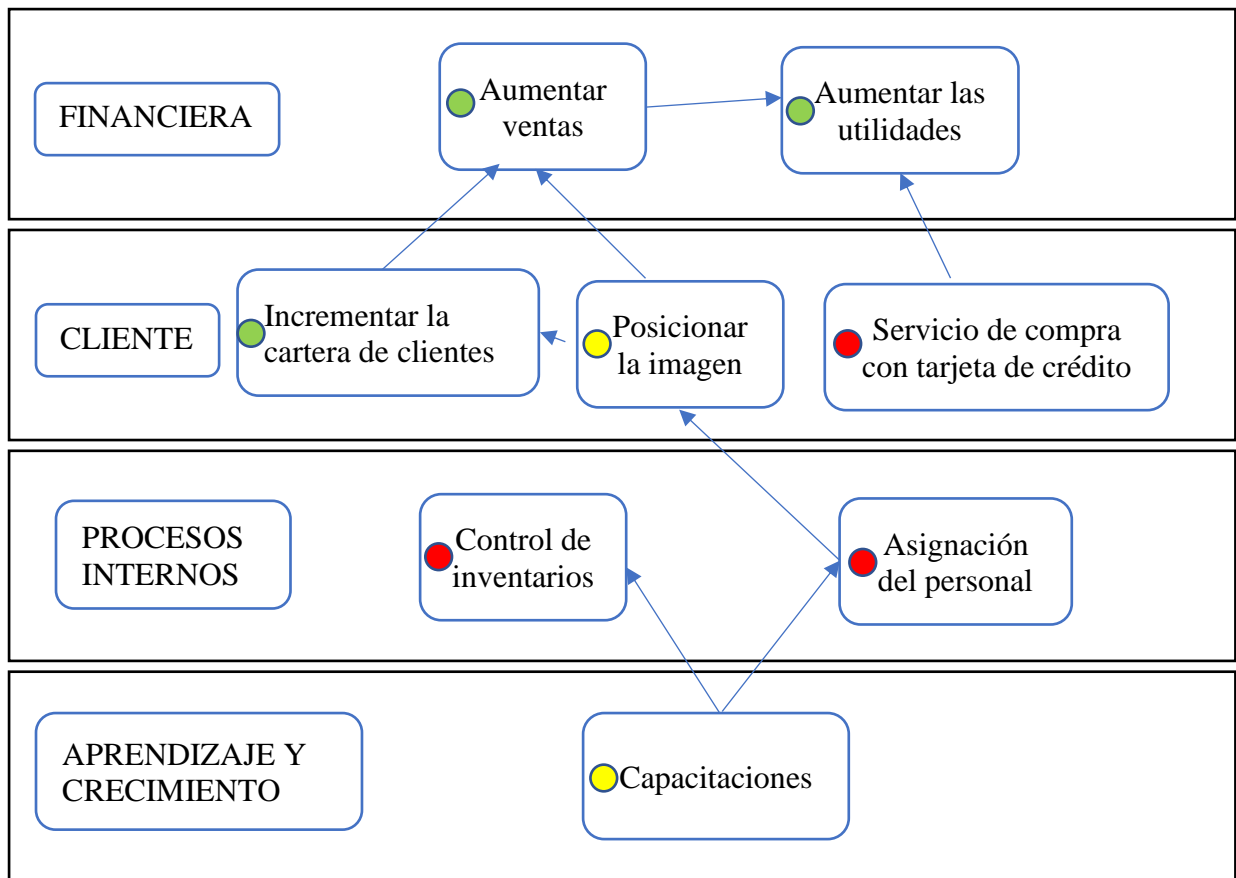 FINANCIERA
Aumentar
ventas
Aumentar las
utilidades
CLIENTE
Incrementar la
cartera de clientes
Posicionar
la imagen
Servicio de compra
con tarjeta de crédito
PROCESOS
INTERNOS
Control de
inventarios
Asignación
del personal
APRENDIZAJE Y
CRECIMIENTO
Capacitaciones